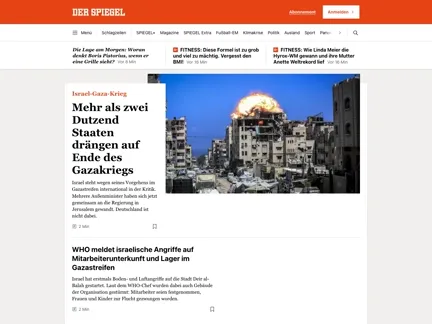 DER SPIEGEL
Abonnement
Anmelden
Menü
Schlagzeilen
SPIEGEL+
Magazine
SPIEGEL Extra
Fußball-EM
Klimakrise
Politik
Ausland
Sport
Die Lage am Morgen: Woran
denkt Boris Pistorius, wenn er
eine Grille sieht? Vor 6 Min
FITNESS: Diese Formel ist zu grob
und viel zu mächtig. Vergesst den
BMI! Vor 16 Min
FITNESS: Wie Linda Meier die
Hyrox-WM gewann und ihre Mutter
Anette Weltrekord lief Vor 16 Min
Israel-Gaza-Krieg
Mehr als zwei
Dutzend
Staaten
drängen auf
Ende des
Gazakriegs
Israel steht wegen seines Vorgehens im
Gazastreifen international in der Kritik.
Mehrere Außenminister haben sich jetzt
gemeinsam an die Regierung in
Jerusalem gewandt. Deutschland ist
nicht dabei.
2 Min
WHO meldet israelische Angriffe auf
Mitarbeiterunterkunft und Lager im
Gazastreifen
Israel hat erstmals Boden- und Luftangriffe auf die Stadt Deir al-
Balah gestartet. Laut dem WHO-Chef wurden dabei auch Gebäude
der Organisation gestürmt: Mitarbeiter seien festgenommen,
Frauen und Kinder zur Flucht gezwungen worden.
2 Min